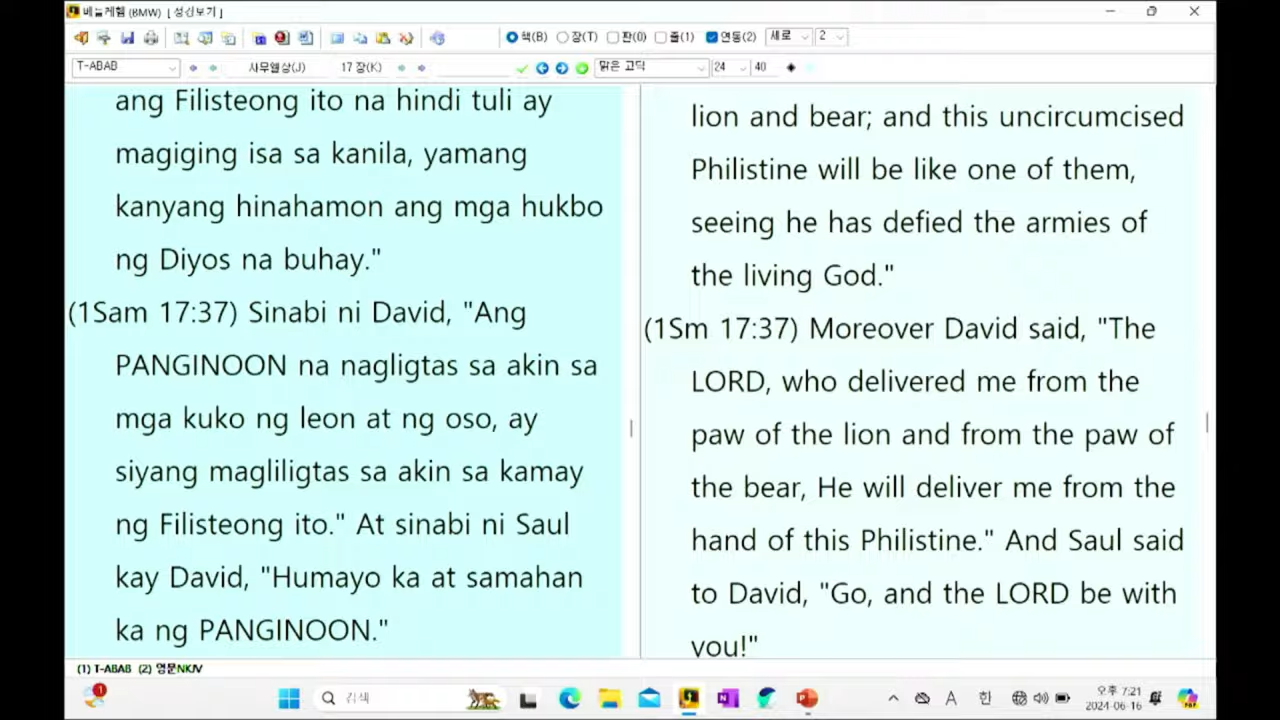 베들레헴 (BMW) [ 성경보기 ]
책(B) 장(T) 판(0) 줄(1) 연동(2) 세로 2
T-ABAB 사무엘상(J) 17 장(K) 맑은 고딕 24 40
ang Filisteong ito na hindi tuli ay
magiging isa sa kanila, yamang
kanyang hinahamon ang mga hukbo
ng Diyos na buhay."
(1Sam 17:37) Sinabi ni David, "Ang
PANGINOON na nagligtas sa akin sa
mga kuko ng leon at ng oso, ay
siyang magliligtas sa akin sa kamay
ng Filisteong ito." At sinabi ni Saul
kay David, "Humayo ka at samahan
ka ng PANGINOON."
lion and bear; and this uncircumcised
Philistine will be like one of them,
seeing he has defied the armies of
the living God."
(1Sm 17:37) Moreover David said, "The
LORD, who delivered me from the
paw of the lion and from the paw of
the bear, He will deliver me from the
hand of this Philistine." And Saul said
to David, "Go, and the LORD be with
you!"
(1) T-ABAB (2) 영문NKJV
1
검색
A 한
오후 7:21
2024-06-16